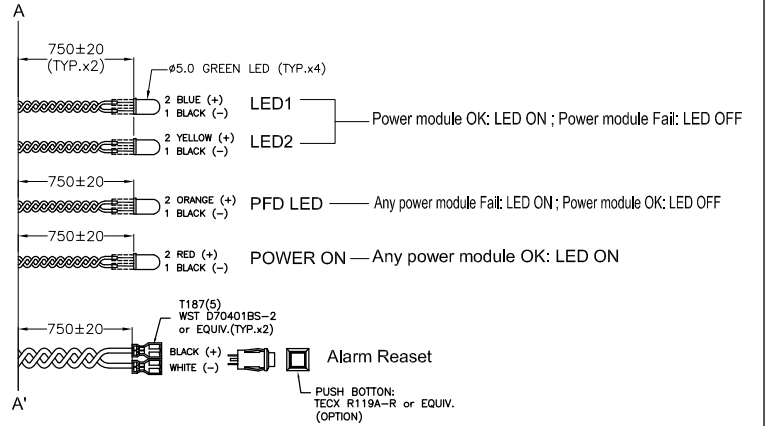 A
750±20
(TYP.x2)
ø5.0 GREEN LED (TYP.x4)
2 BLUE (+)
1 BLACK (-)
LED1
2 YELLOW (+)
1 BLACK (-)
LED2
Power module OK: LED ON ; Power module Fail: LED OFF
750±20
2 ORANGE (+)
1 BLACK (-)
PFD LED
Any power module Fail: LED ON ; Power module OK: LED OFF
750±20
2 RED (+)
1 BLACK (-)
POWER ON
Any power module OK: LED ON
750±20
T187(5)
WST D70401BS-2
or EQUIV.(TYP.x2)
BLACK (+)
WHITE (-)
Alarm Reaset
PUSH BOTTON:
TECX R119A-R or EQUIV.
(OPTION)
A'